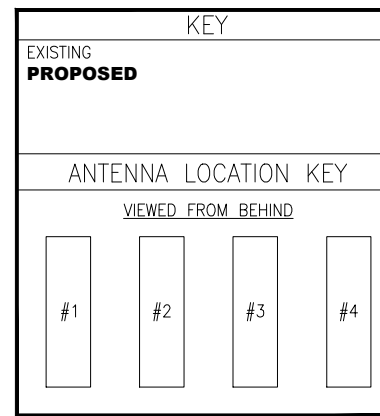 KEY
EXISTING
PROPOSED
ANTENNA LOCATION KEY
VIEWED FROM BEHIND
#1 #2 #3 #4